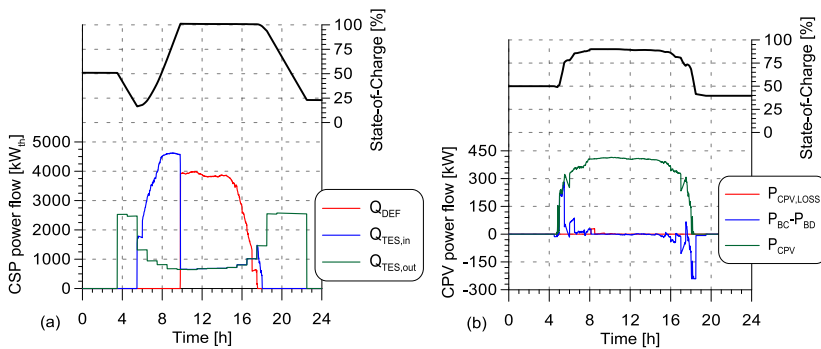 100
75
50
25
0
State-of-Charge [%]
5000
4000
3000
2000
1000
0
CSP power flow [kWth]
QDEF
QTES,in
QTES,out
0 4 8 12 16 20 24
Time [h]
(a)
100
75
50
25
0
State-of-Charge [%]
450
300
150
0
-150
-300
CPV power flow [kW]
PCPV,LOSS
PBC-PBD
PCPV
0 4 8 12 16 20 24
Time [h]
(b)